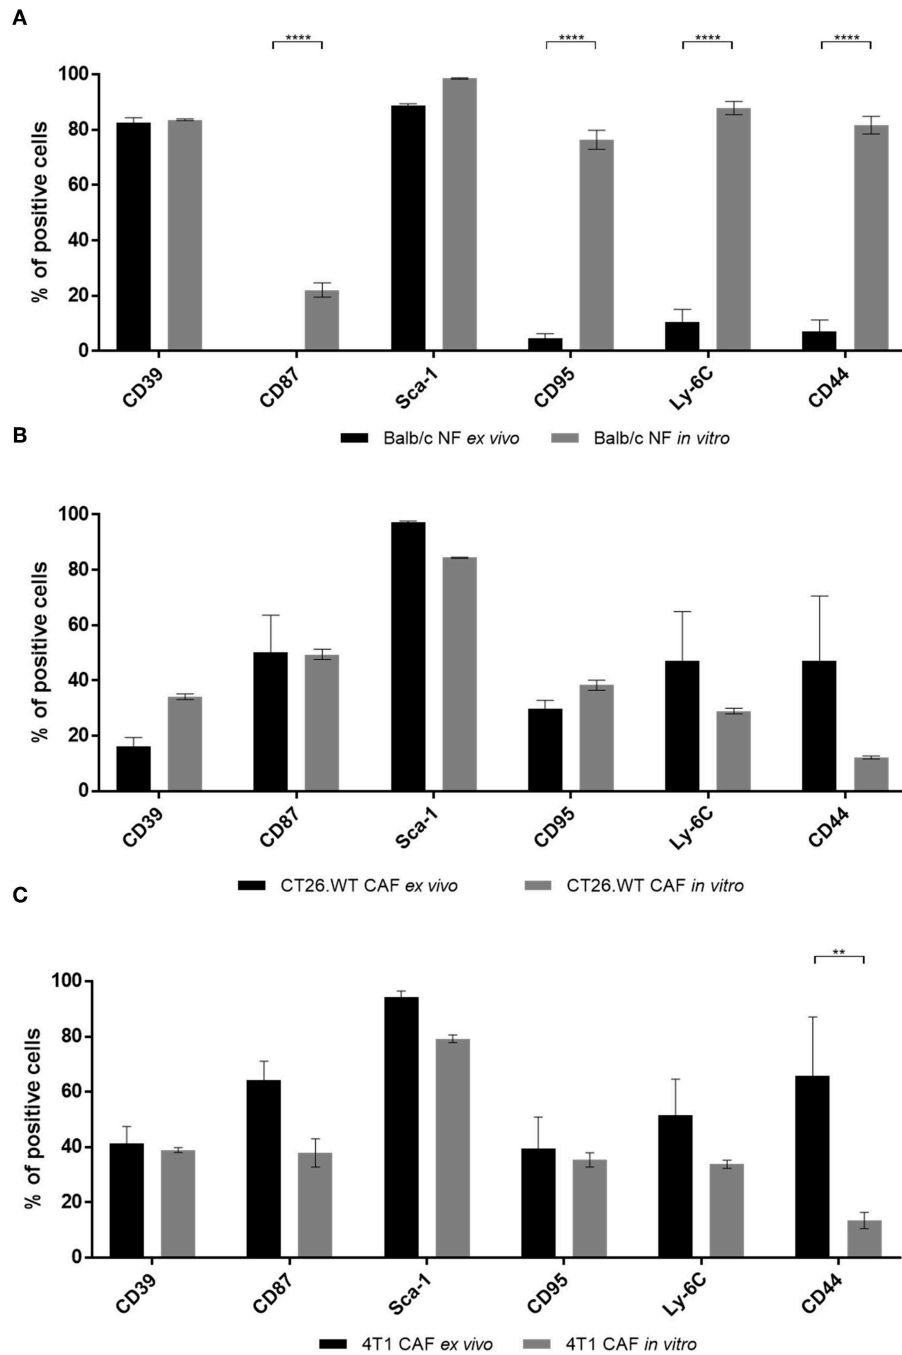 A
**** **** **** ****
100
80
60
40
20
0
% of positive cells
CD39 CD87 Sca-1 CD95 Ly-6C CD44
Balb/c NF ex vivo Balb/c NF in vitro
B
100
80
60
40
20
0
% of positive cells
CD39 CD87 Sca-1 CD95 Ly-6C CD44
CT26.WT CAF ex vivo CT26.WT CAF in vitro
C
**
100
80
60
40
20
0
% of positive cells
CD39 CD87 Sca-1 CD95 Ly-6C CD44
4T1 CAF ex vivo 4T1 CAF in vitro